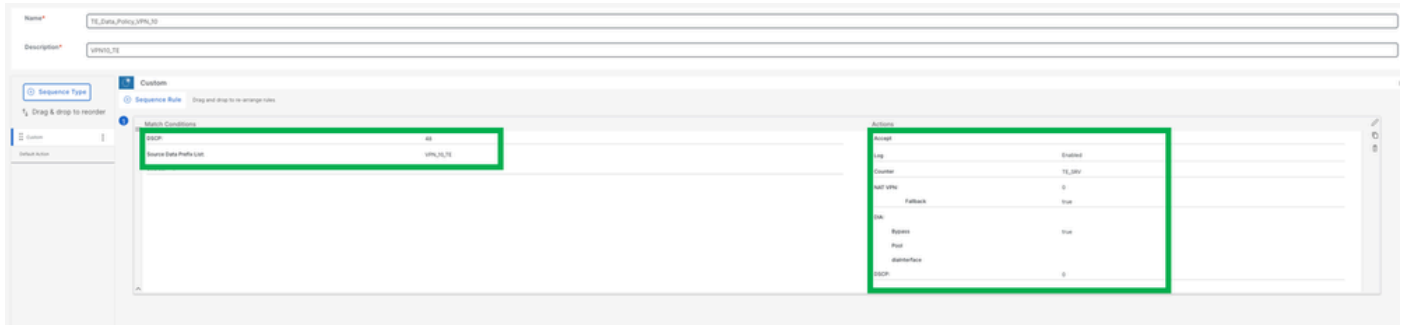 Name* TE_Data_Policy_VPN_10
Description* VPN10_TE
Sequence Type
Drag & drop to reorder
Custom
Default Action
Custom
Sequence Rule Drag and drop to re-arrange rules
1
Match Conditions Actions
DSCP:
Source Data Prefix List: VPN_10_TE
Accept
Log Enabled
Counter TE_SRV
NAT VPN: 0
Fallback true
DIA:
Bypass true
Pool
diaInterface
DSCP: 0